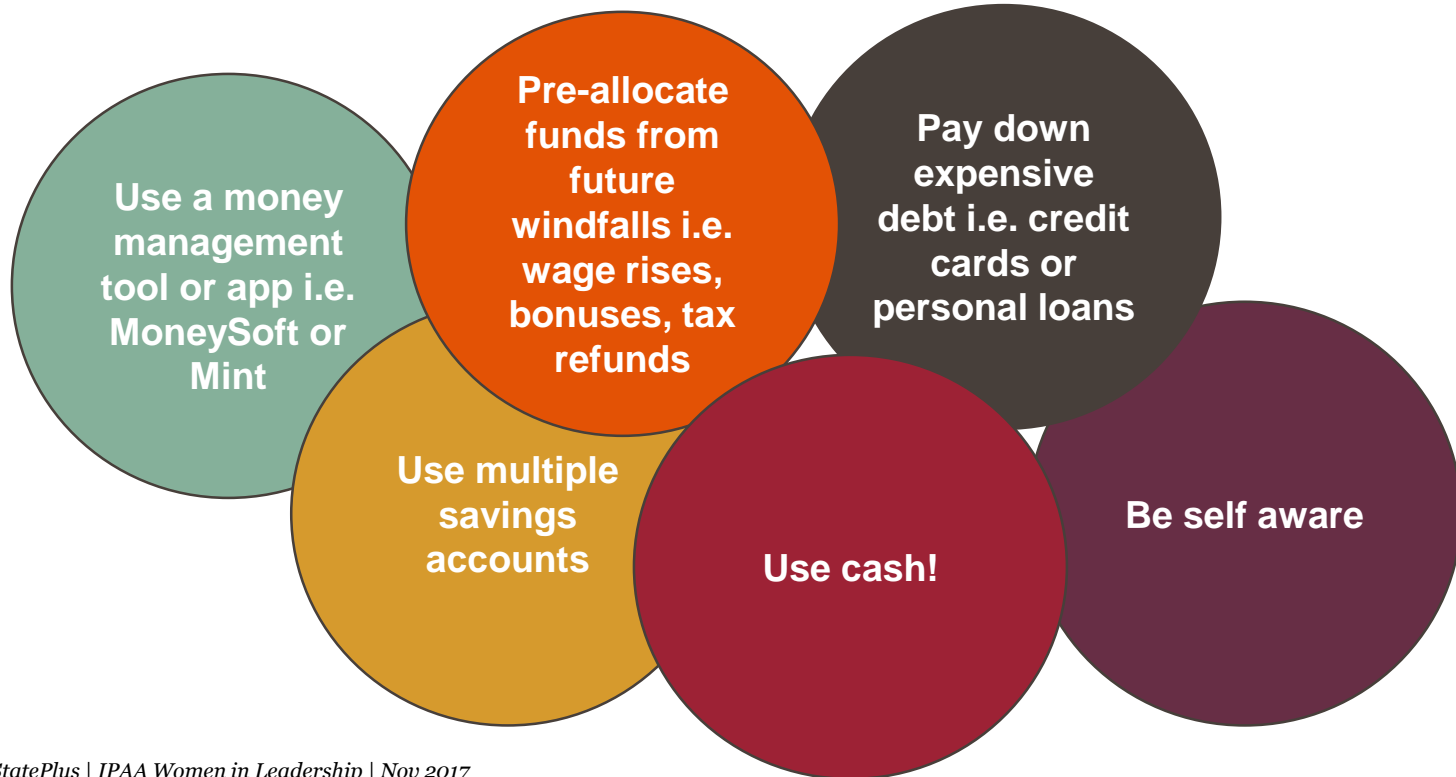 Use a money
management
tool or app i.e.
MoneySoft or
Mint
Pre-allocate
funds from
future
windfalls i.e.
wage rises,
bonuses, tax
refunds
Pay down
expensive
debt i.e. credit
cards or
personal loans
Use multiple
savings
accounts
Use cash!
Be self aware
StatePlus | IPAA Women in Leadership | Nov 2017